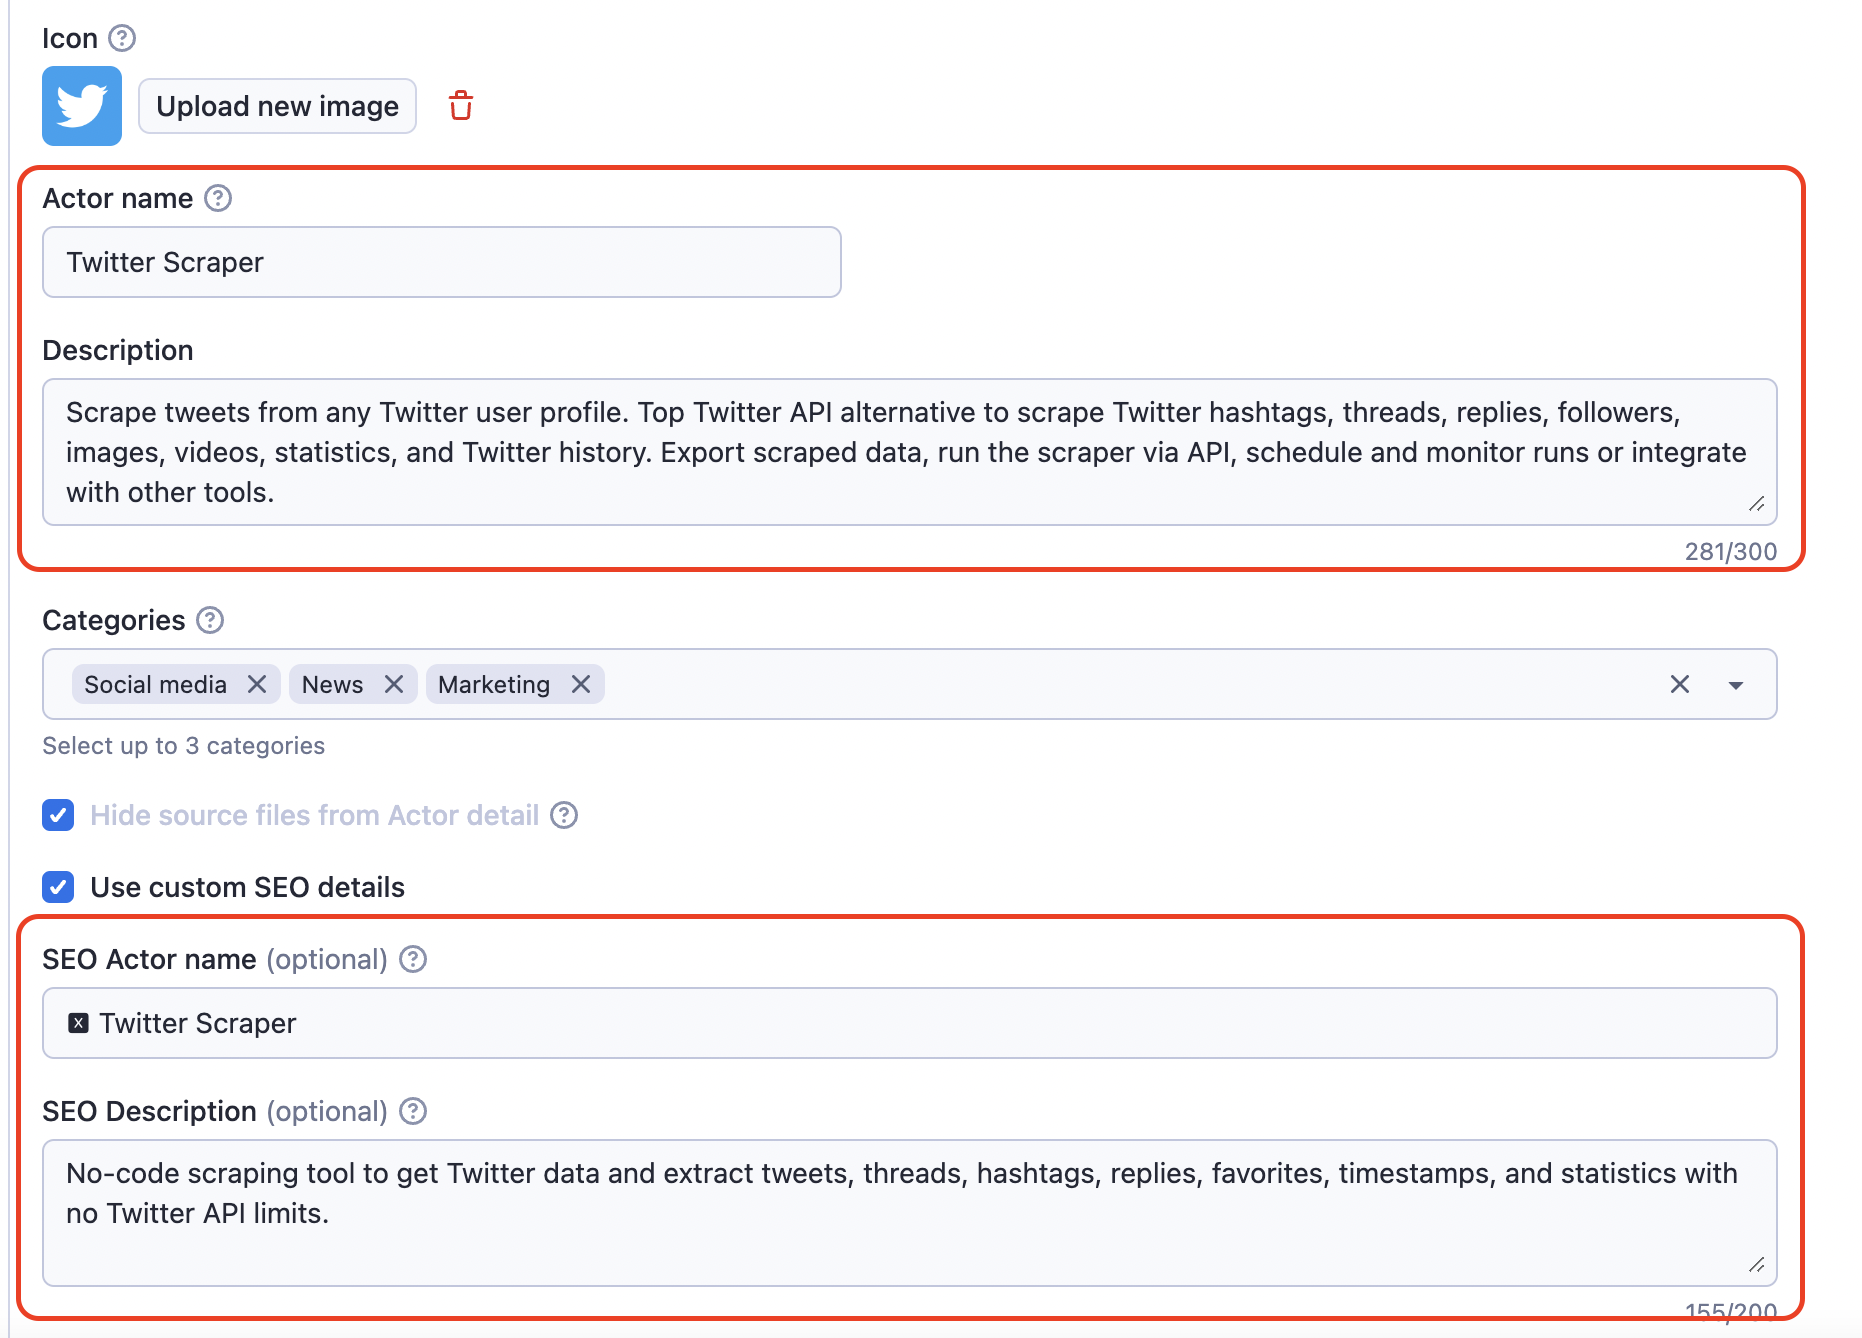 Icon
Upload new image
Actor name
Twitter Scraper
Description
Scrape tweets from any Twitter user profile. Top Twitter API alternative to scrape Twitter hashtags, threads, replies, followers,
images, videos, statistics, and Twitter history. Export scraped data, run the scraper via API, schedule and monitor runs or integrate
with other tools.
281/300
Categories
Social media News Marketing
Select up to 3 categories
Hide source files from Actor detail
Use custom SEO details
SEO Actor name (optional)
X Twitter Scraper
SEO Description (optional)
No-code scraping tool to get Twitter data and extract tweets, threads, hashtags, replies, favorites, timestamps, and statistics with
no Twitter API limits.
155/200